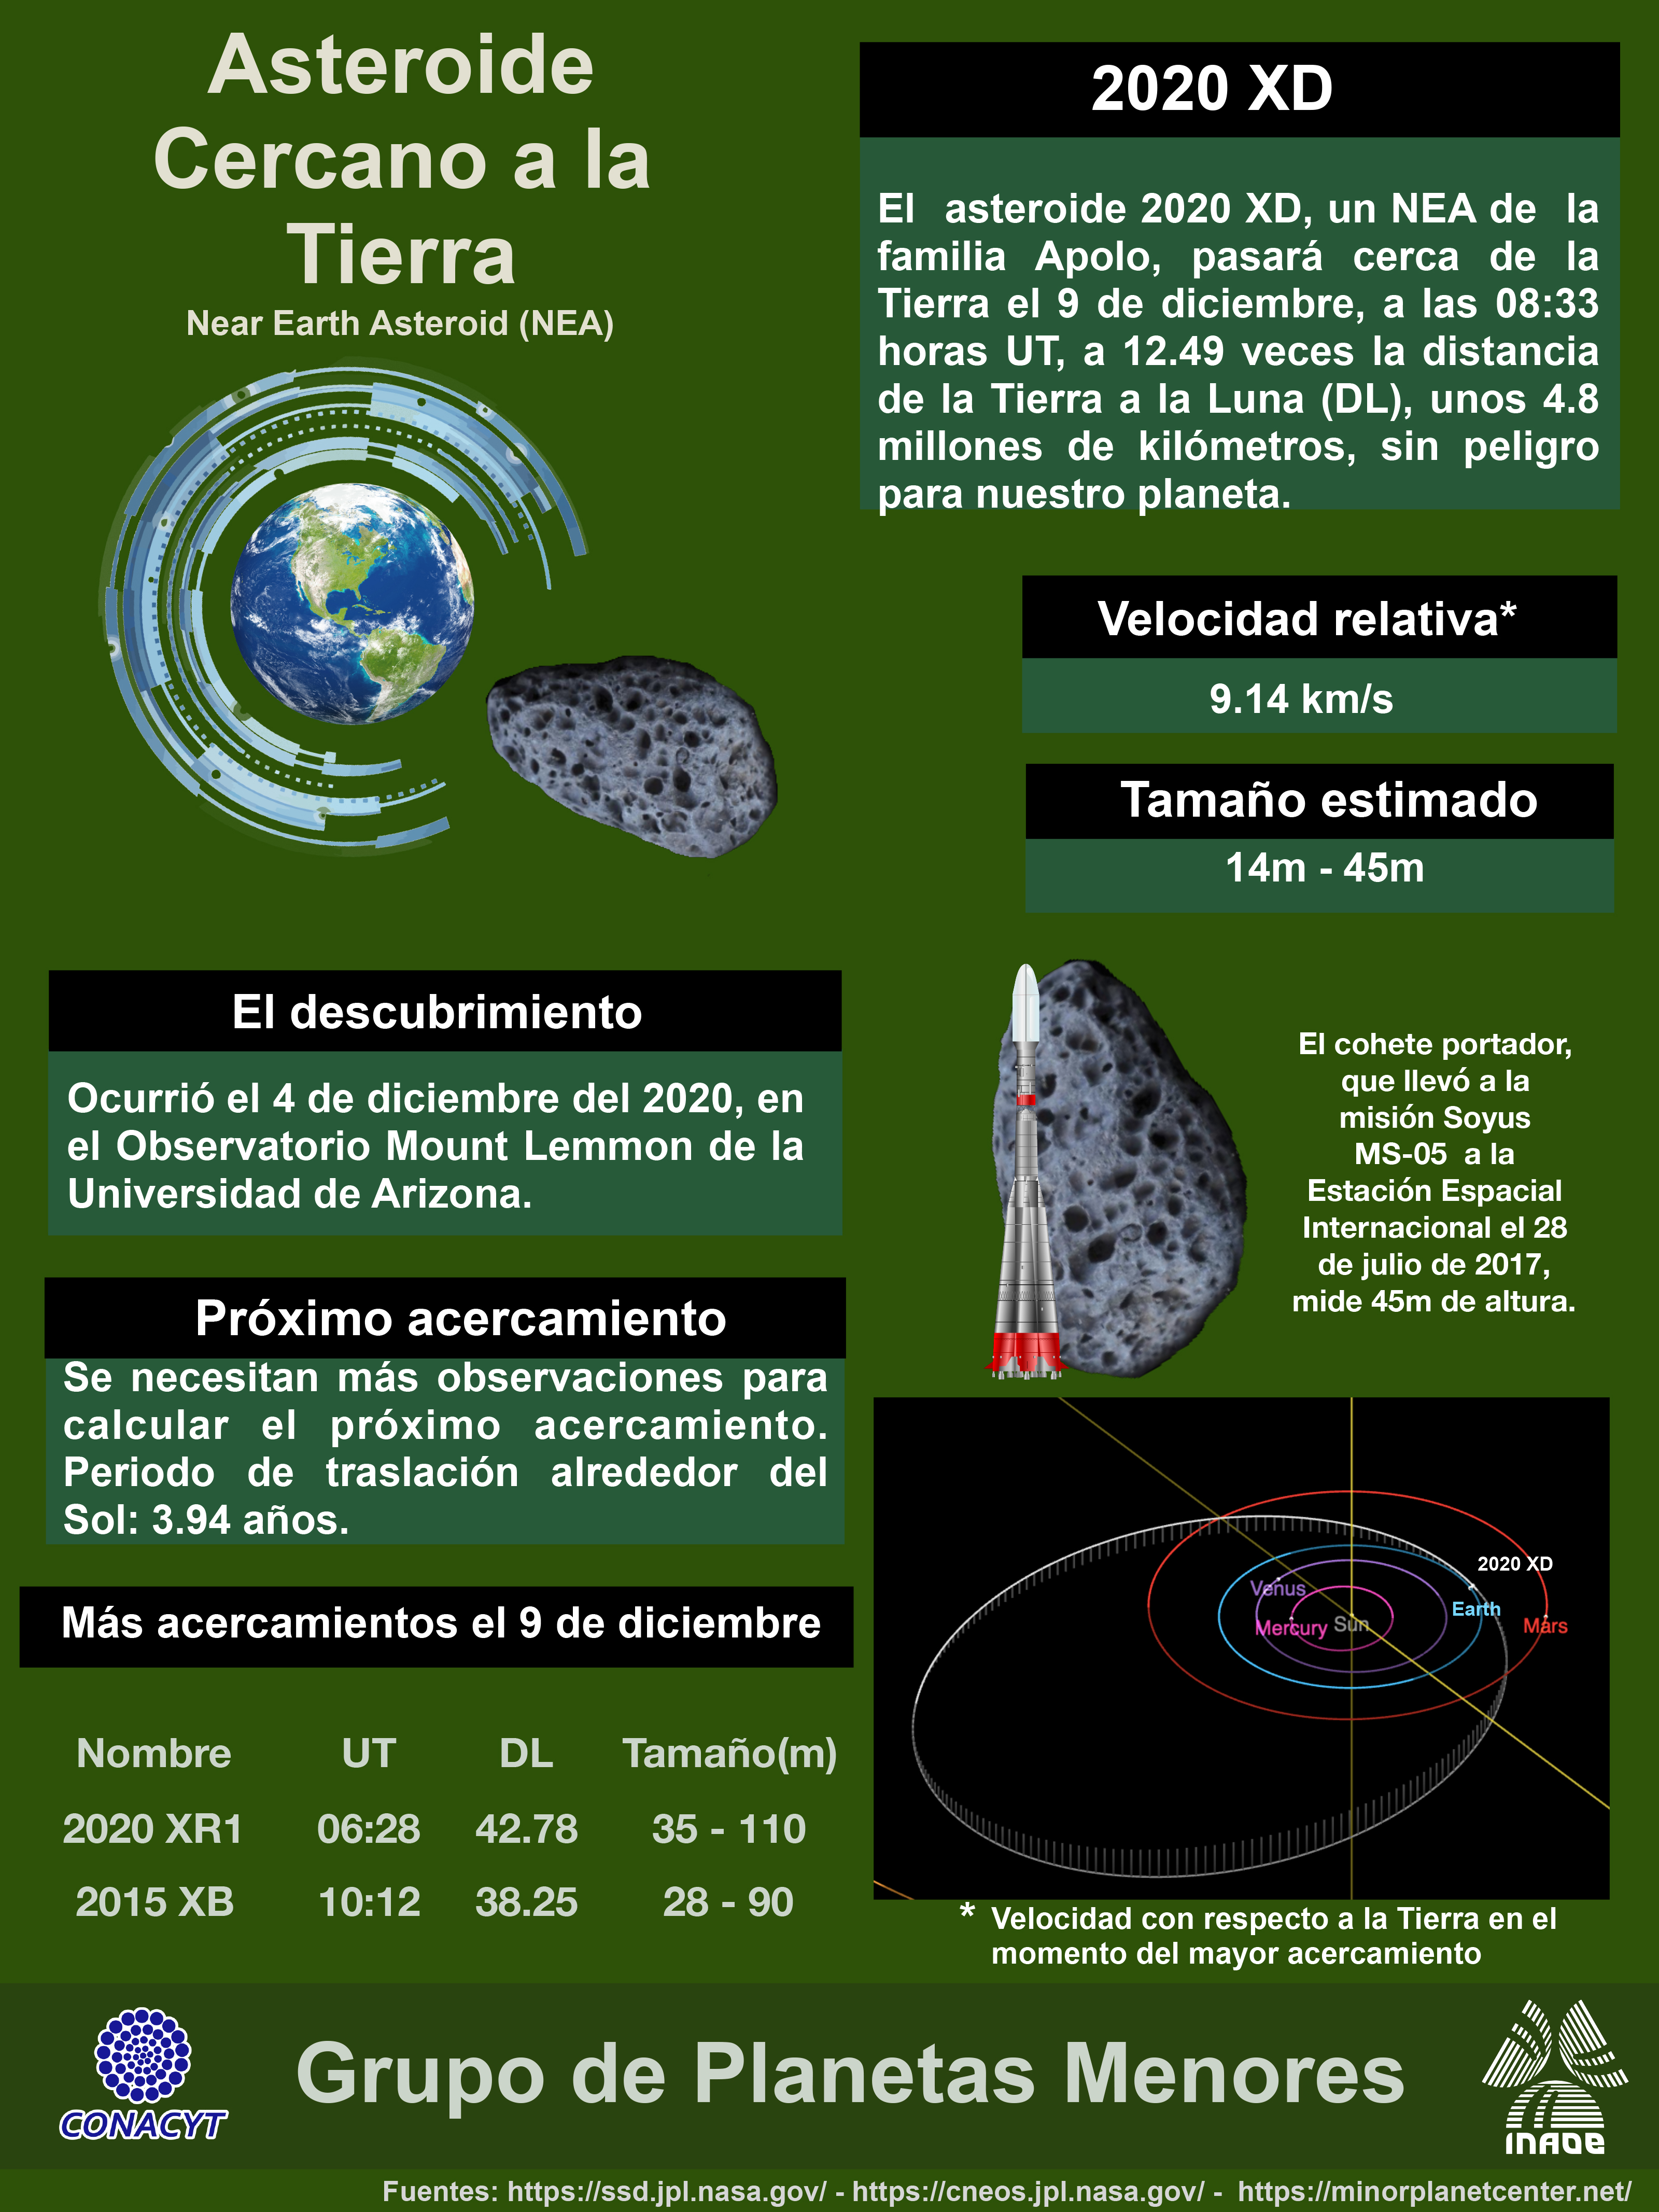 Asteroide
Cercano a la
Tierra
Near Earth Asteroid (NEA)
2020 XD
El asteroide 2020 XD, un NEA de la
familia Apolo, pasará cerca de la
Tierra el 9 de diciembre, a las 08:33
horas UT, a 12.49 veces la distancia
de la Tierra a la Luna (DL), unos 4.8
millones de kilómetros, sin peligro
para nuestro planeta.
Velocidad relativa*
9.14 km/s
Tamaño estimado
14m - 45m
El descubrimiento
Ocurrió el 4 de diciembre del 2020, en
el Observatorio Mount Lemmon de la
Universidad de Arizona.
El cohete portador,
que llevó a la
misión Soyus
MS-05 a la
Estación Espacial
Internacional el 28
de julio de 2017,
mide 45m de altura.
Próximo acercamiento
Se necesitan más observaciones para
calcular el próximo acercamiento.
Periodo de traslación alrededor del
Sol: 3.94 años.
Más acercamientos el 9 de diciembre
Nombre UT DL Tamaño(m)
2020 XR1 06:28 42.78 35 - 110
2015 XB 10:12 38.25 28 - 90
2020 XD
Venus
Earth
Mercury Sun
Mars
* Velocidad con respecto a la Tierra en el
momento del mayor acercamiento
CONACYT
Grupo de Planetas Menores
INAOE
Fuentes: https://ssd.jpl.nasa.gov/ - https://cneos.jpl.nasa.gov/ - https://minorplanetcenter.net/